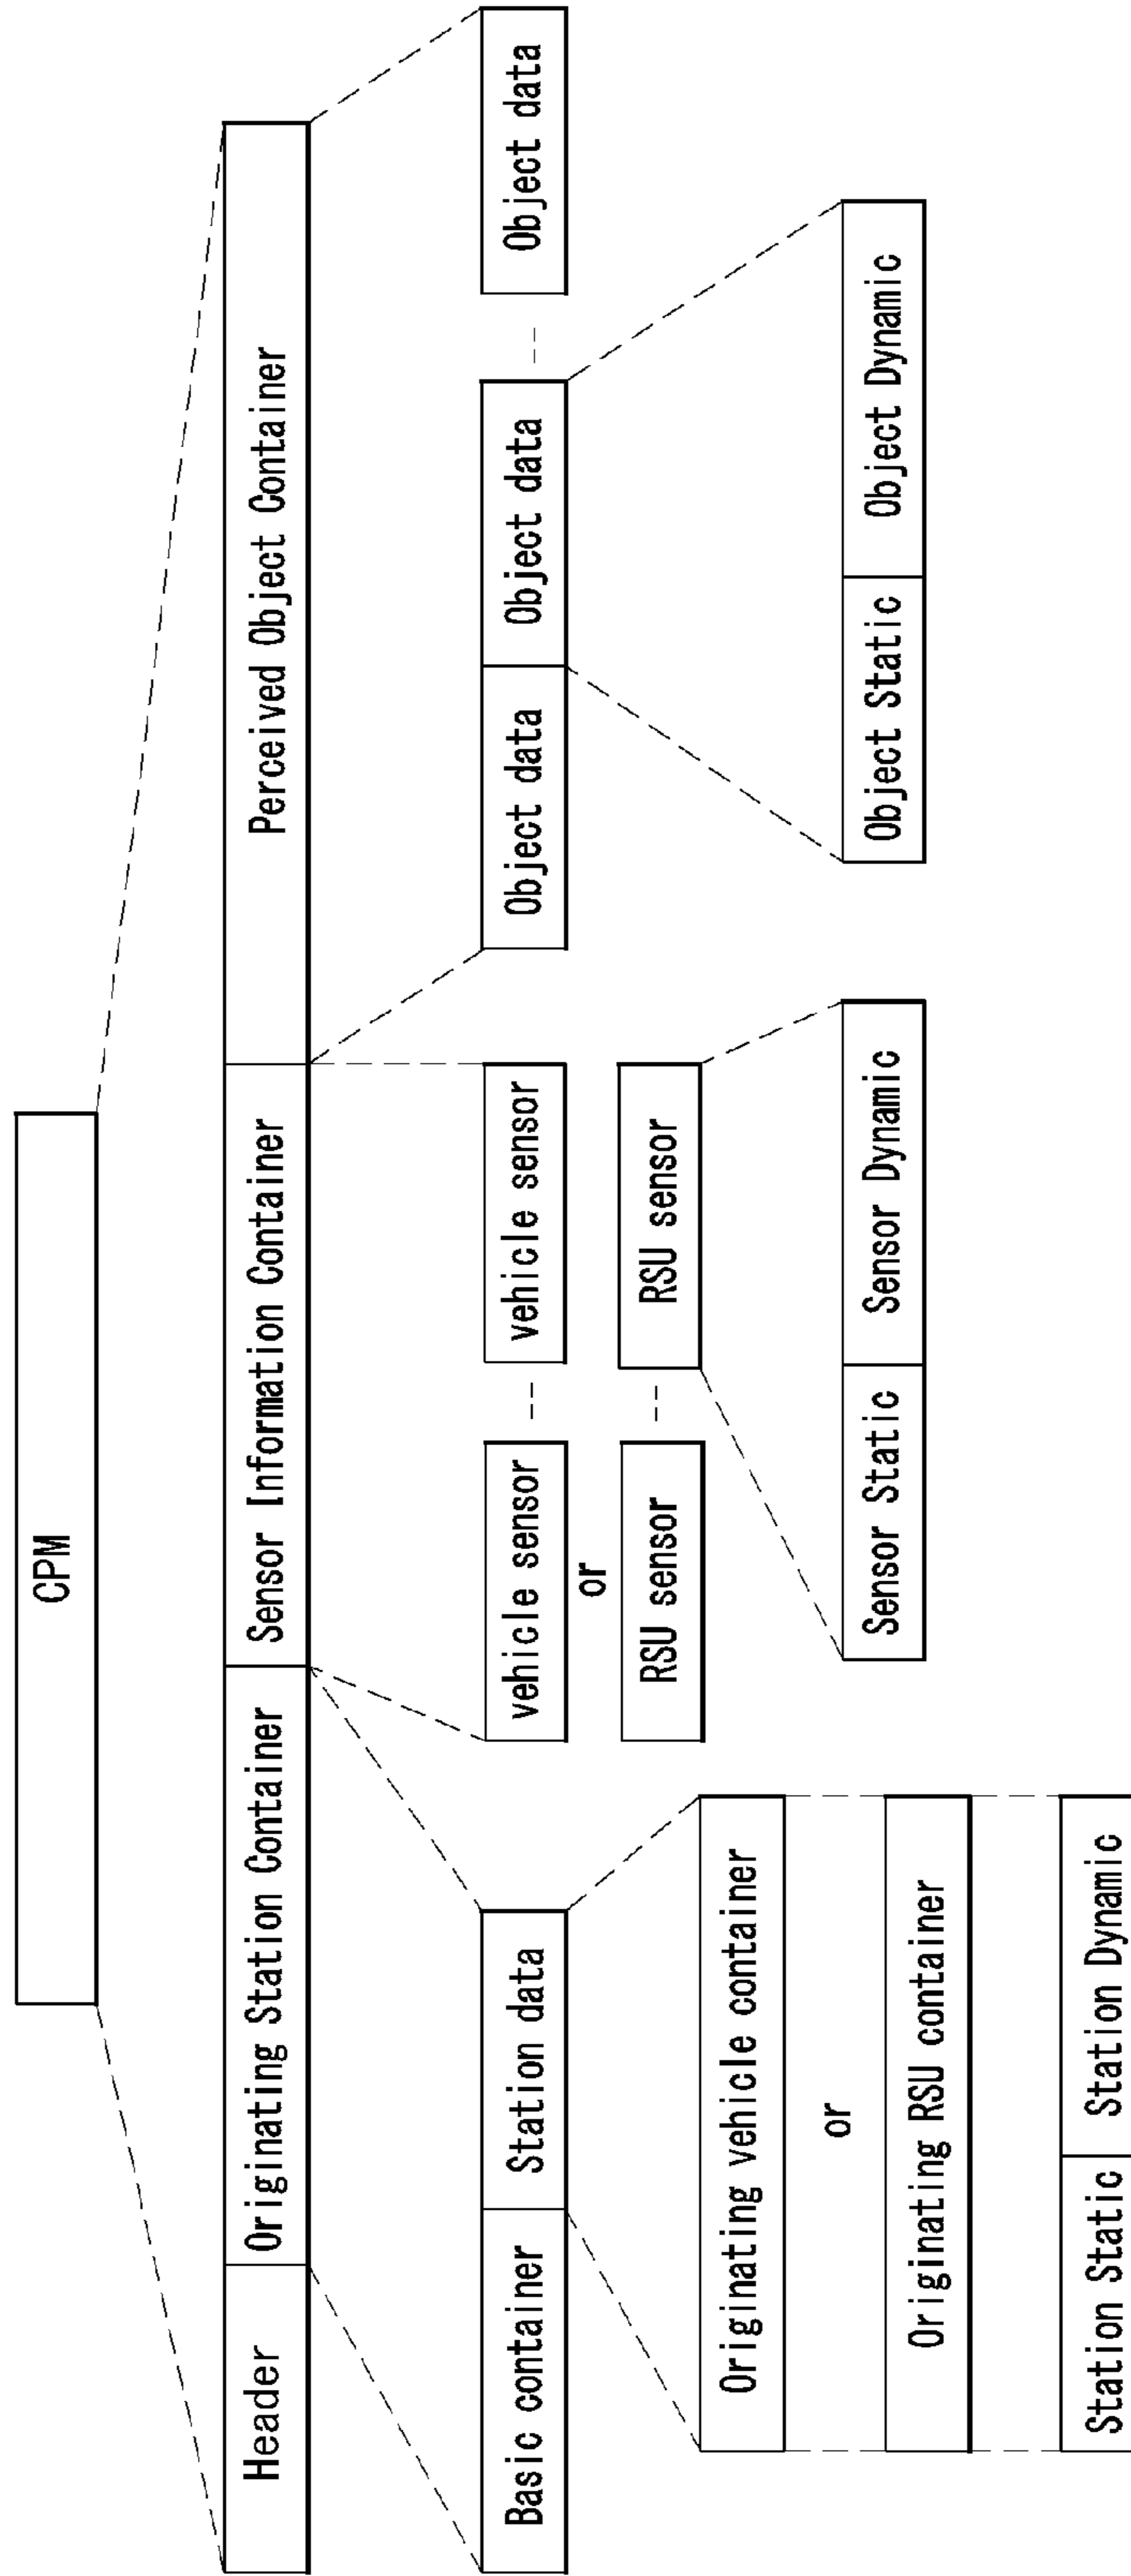 CPM
Header
Originating Station Container
Sensor Information Container
Perceived Object Container
Basic container
Station data
vehicle sensor
vehicle sensor
Object data
Object data
Object data
or
RSU sensor
RSU sensor
Originating vehicle container
or
Originating RSU container
Sensor Static
Sensor Dynamic
Object Static
Object Dynamic
Station Static
Station Dynamic